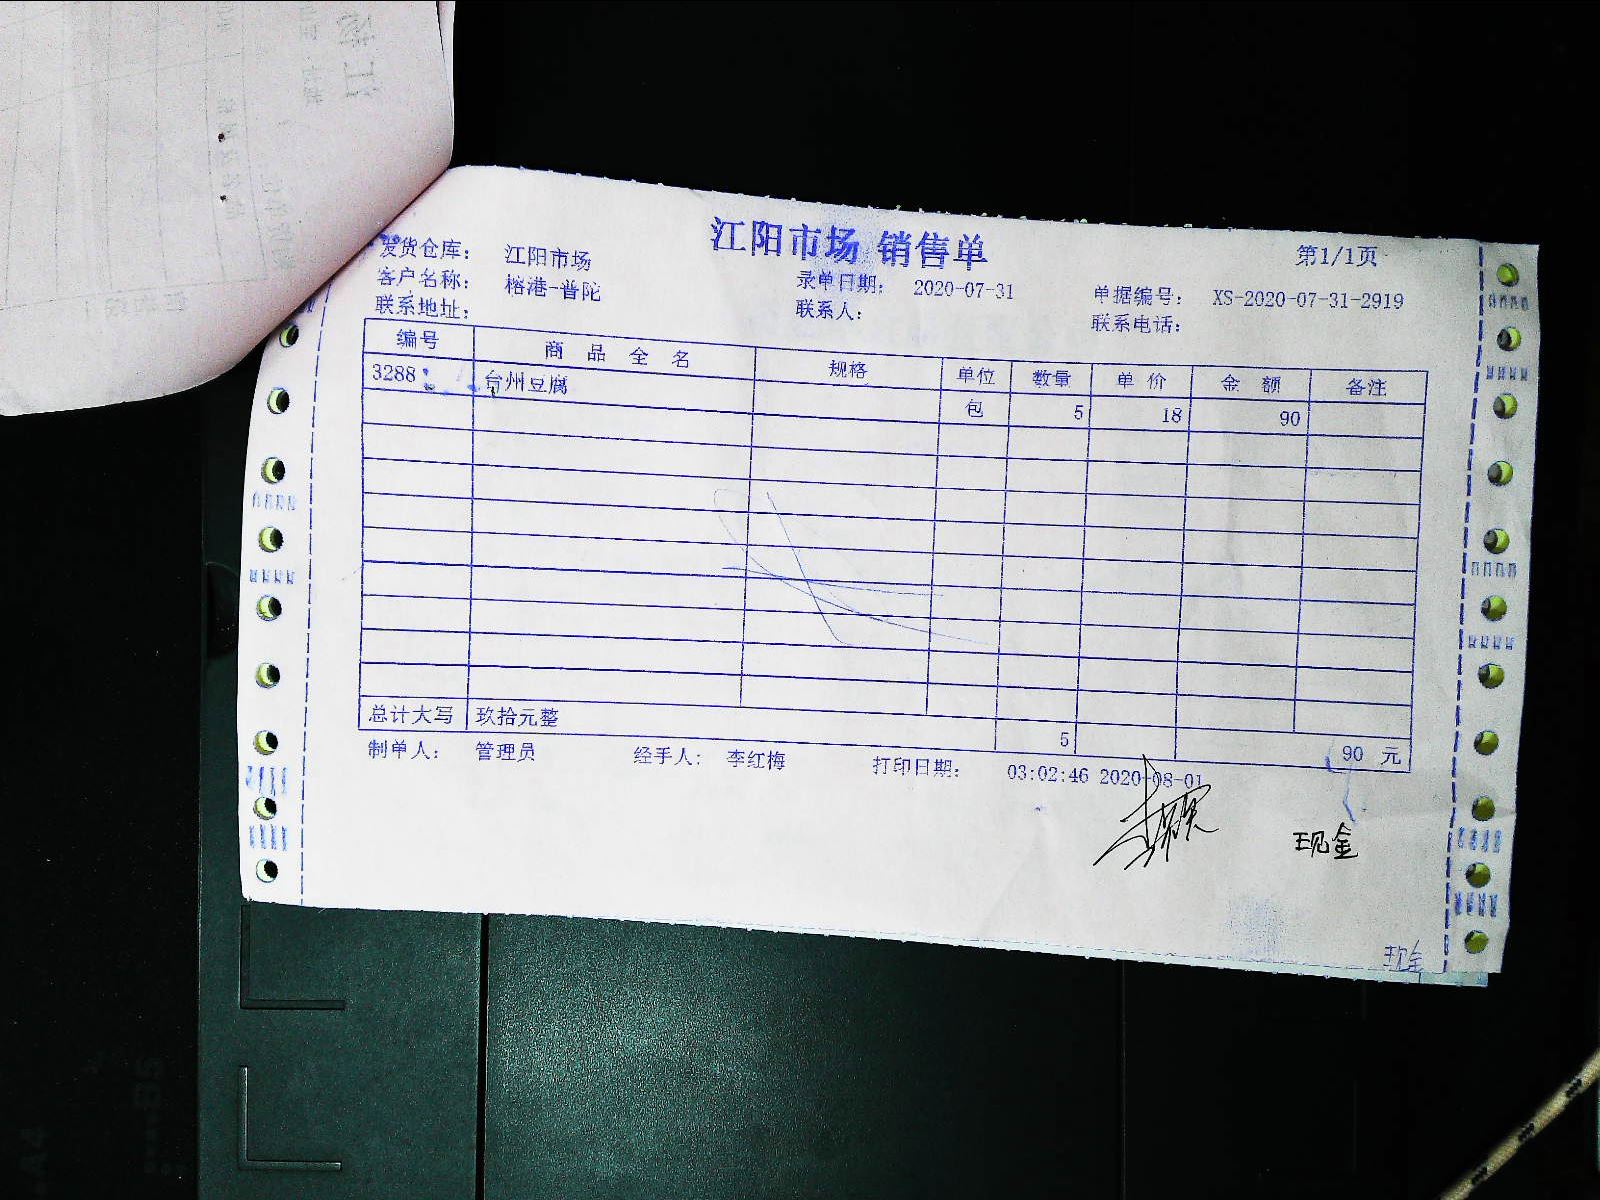 江阳市场 销售单
第1/1页
发货仓库： 江阳市场
客户名称： 榕港-普陀 录单日期： 2020-07-31 单据编号： XS-2020-07-31-2919
联系地址： 联系人： 联系电话：
编号 商品全名 规格 单位 数量 单价 金额 备注
3288 台州豆腐 包 5 18 90
总计大写 玖拾元整 5 90 元
制单人： 管理员 经手人： 李红梅 打印日期： 03:02:46 2020-08-01
现金
现金